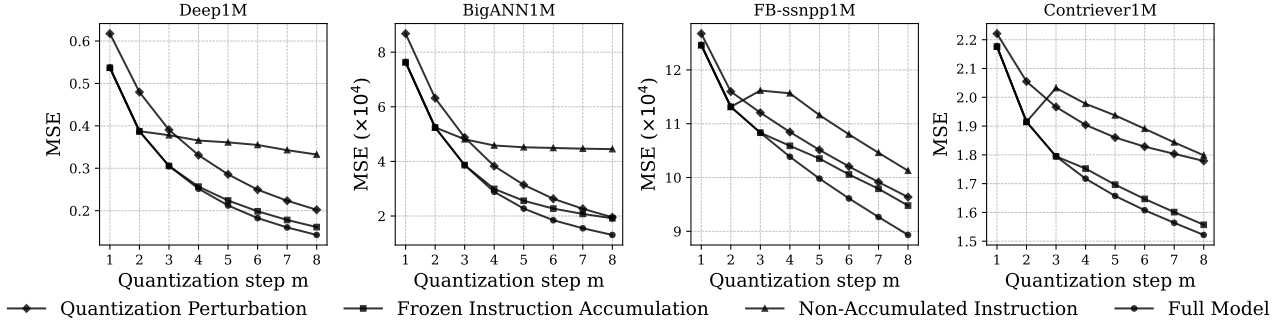 Deep1M
0.6
0.5
0.4
0.3
0.2
MSE
1 2 3 4 5 6 7 8
Quantization step m
BigANN1M
8
6
4
2
MSE (×10⁴)
1 2 3 4 5 6 7 8
Quantization step m
FB-ssnpp1M
12
11
10
9
MSE (×10⁴)
1 2 3 4 5 6 7 8
Quantization step m
Contriever1M
2.2
2.1
2.0
1.9
1.8
1.7
1.6
1.5
MSE
1 2 3 4 5 6 7 8
Quantization step m
Quantization Perturbation Frozen Instruction Accumulation Non-Accumulated Instruction Full Model